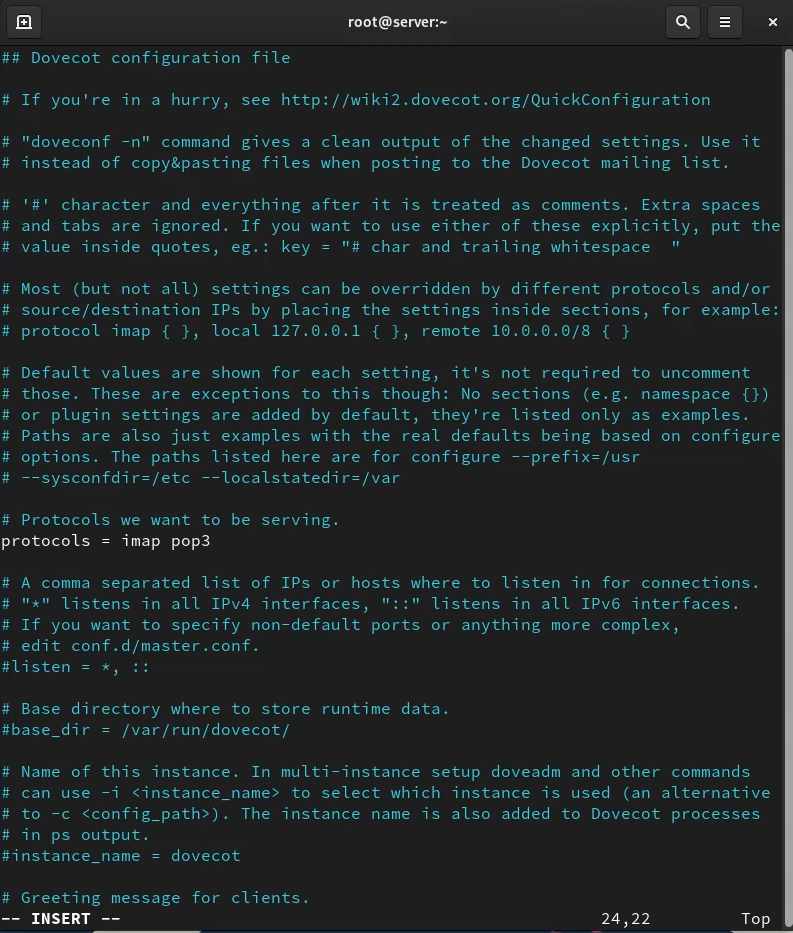 root@server:~
## Dovecot configuration file
# If you're in a hurry, see http://wiki2.dovecot.org/QuickConfiguration
# "doveconf -n" command gives a clean output of the changed settings. Use it
# instead of copy&pasting files when posting to the Dovecot mailing list.
# '#' character and everything after it is treated as comments. Extra spaces
# and tabs are ignored. If you want to use either of these explicitly, put the
# value inside quotes, eg.: key = "# char and trailing whitespace  "
# Most (but not all) settings can be overridden by different protocols and/or
# source/destination IPs by placing the settings inside sections, for example:
# protocol imap { }, local 127.0.0.1 { }, remote 10.0.0.0/8 { }
# Default values are shown for each setting, it's not required to uncomment
# those. These are exceptions to this though: No sections (e.g. namespace {})
# or plugin settings are added by default, they're listed only as examples.
# Paths are also just examples with the real defaults being based on configure
# options. The paths listed here are for configure --prefix=/usr
# --sysconfdir=/etc --localstatedir=/var
# Protocols we want to be serving.
protocols = imap pop3
# A comma separated list of IPs or hosts where to listen in for connections.
# "*" listens in all IPv4 interfaces, "::" listens in all IPv6 interfaces.
# If you want to specify non-default ports or anything more complex,
# edit conf.d/master.conf.
#listen = *, ::
# Base directory where to store runtime data.
#base_dir = /var/run/dovecot/
# Name of this instance. In multi-instance setup doveadm and other commands
# can use -i <instance_name> to select which instance is used (an alternative
# to -c <config_path>). The instance name is also added to Dovecot processes
# in ps output.
#instance_name = dovecot
# Greeting message for clients.
-- INSERT -- 24,22 Top